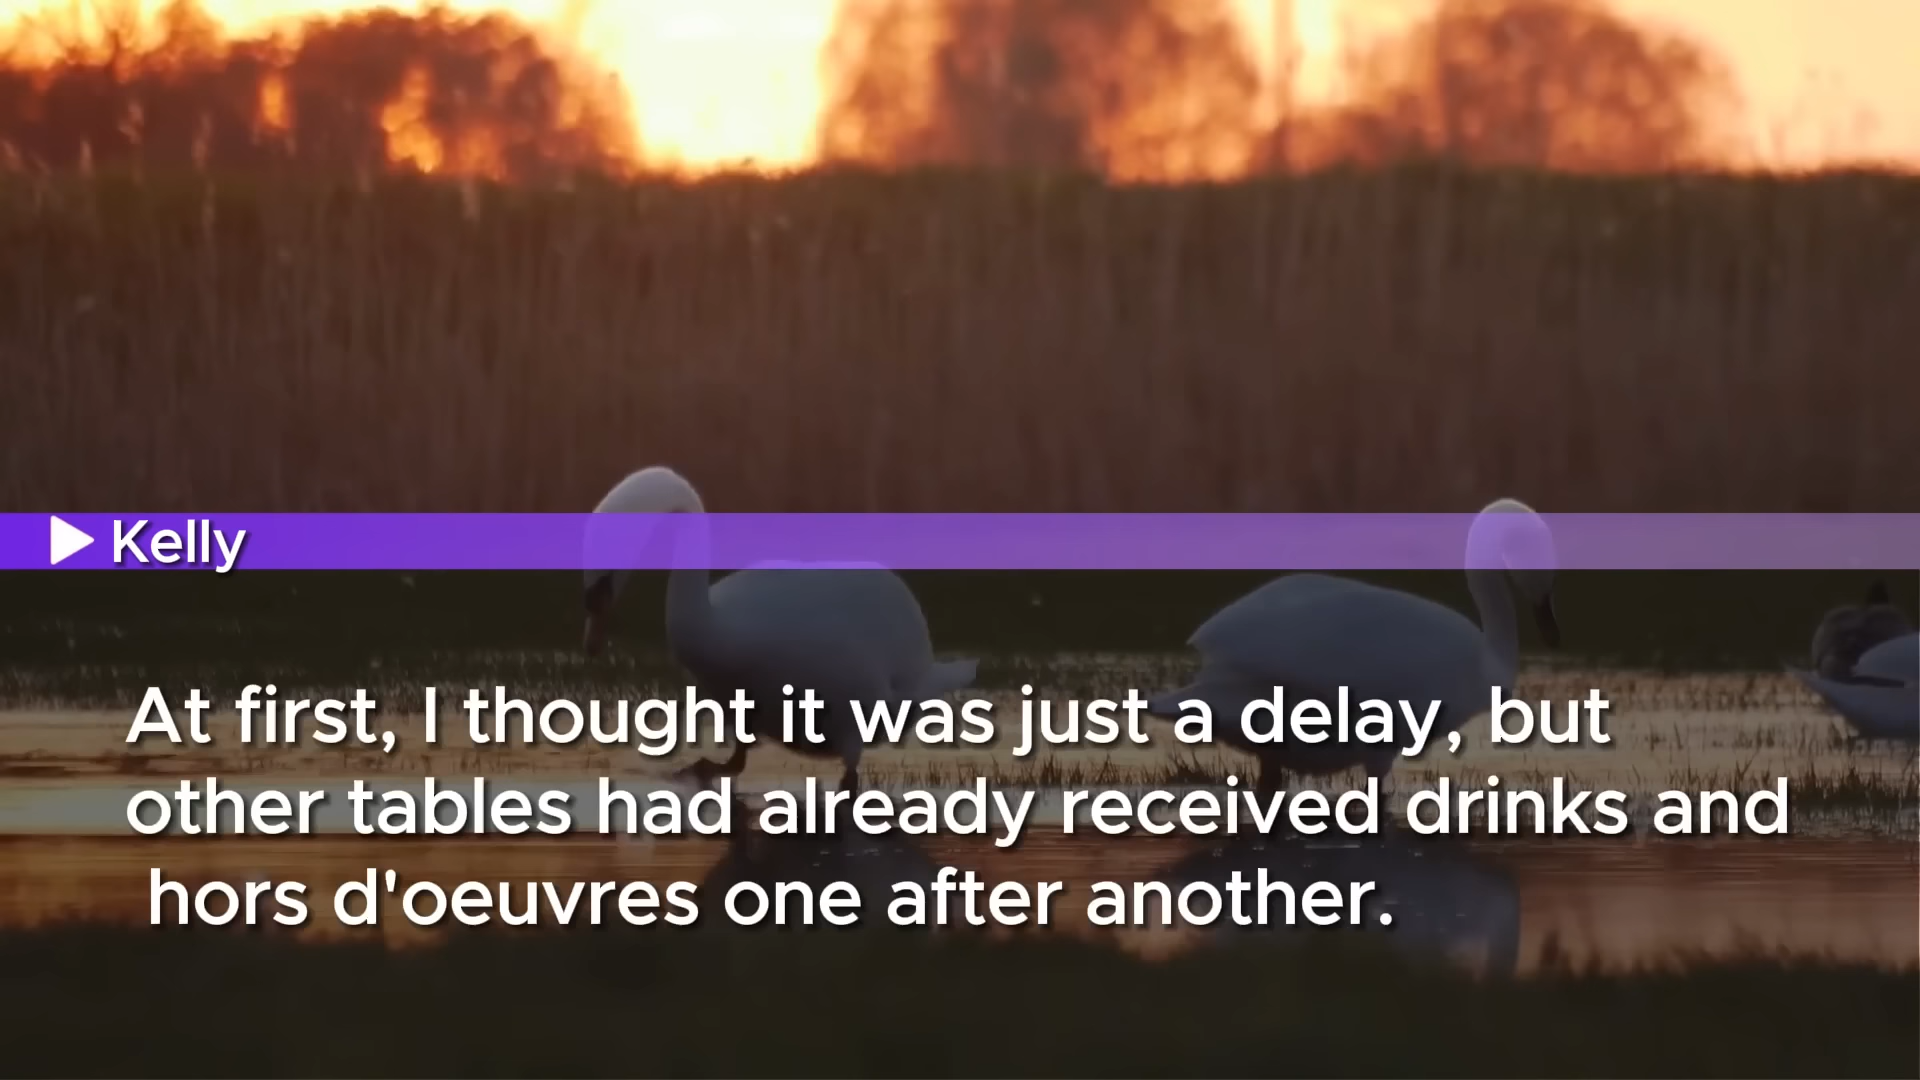 Kelly
At first, I thought it was just a delay, but
other tables had already received drinks and
hors d'oeuvres one after another.